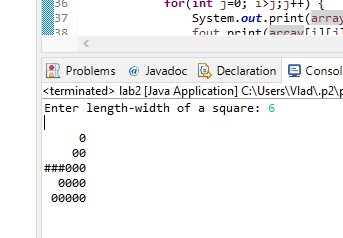 36 for(int j=0; i>j;j++) {
37 System.out.print(array
38 fout.print(array[i][j]
Problems @ Javadoc Declaration Conso
<terminated> lab2 [Java Application] C:\Users\Vlad\.p2\p
Enter length-width of a square: 6
0
00
###000
0000
00000